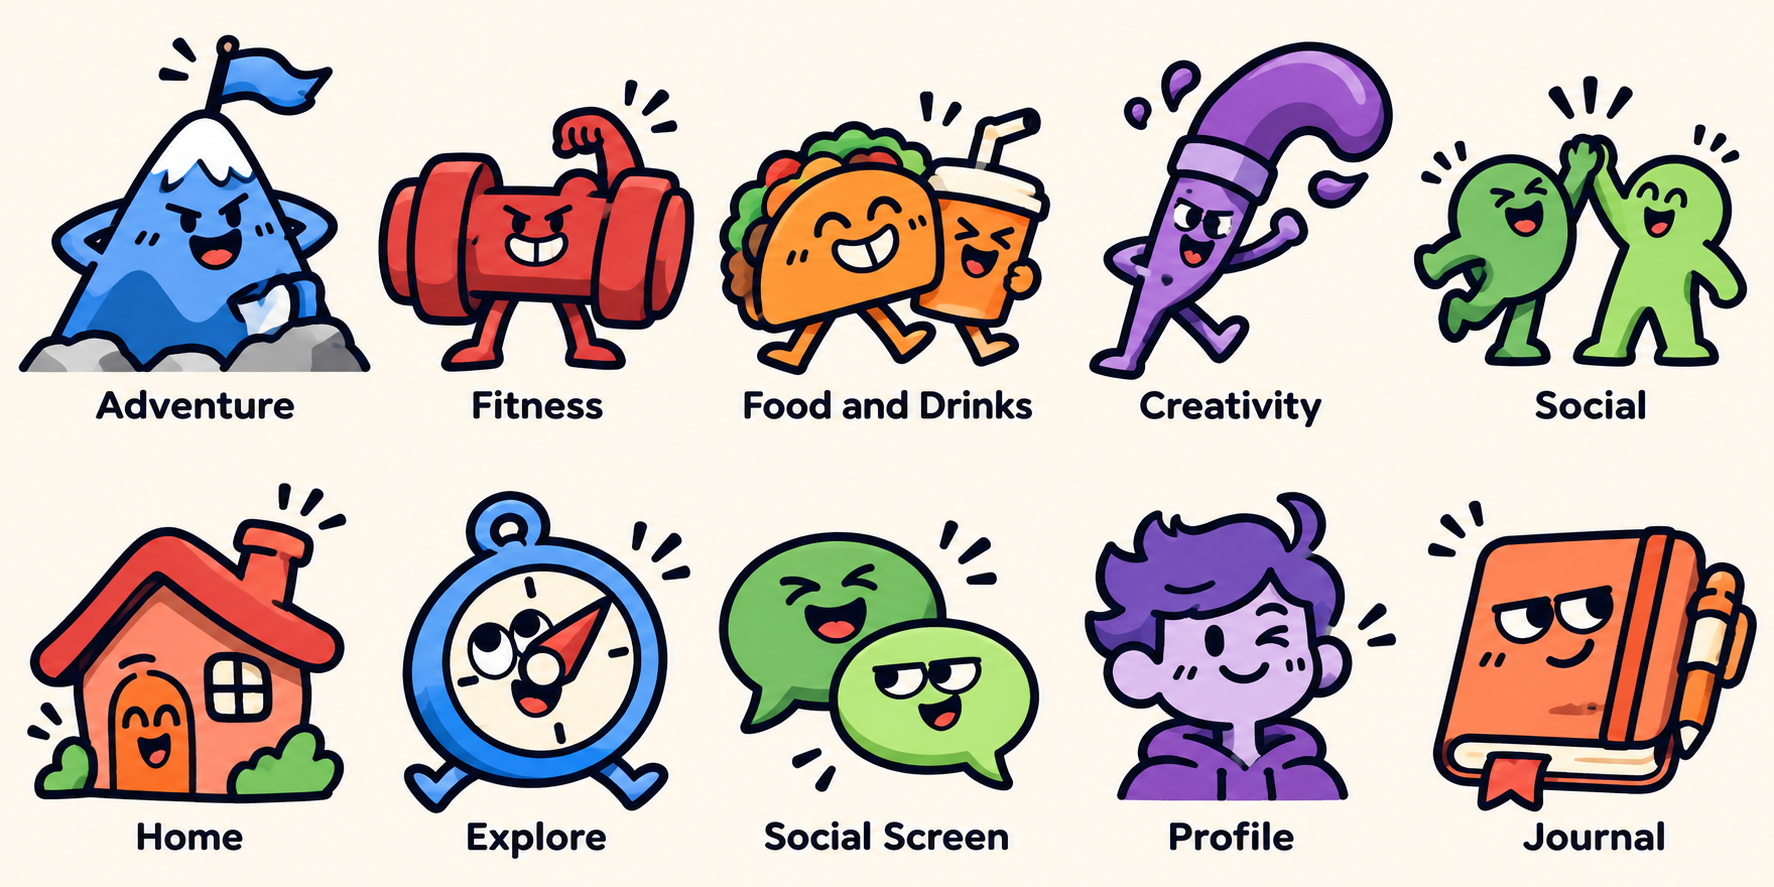 Adventure
Fitness
Food and Drinks
Creativity
Social
Home
Explore
Social Screen
Profile
Journal